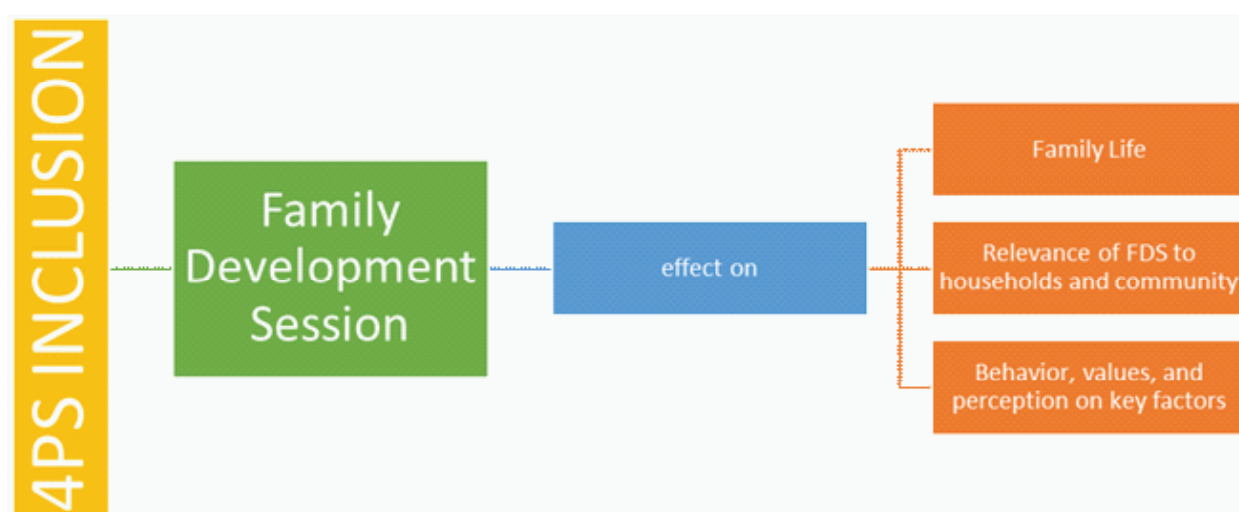 4PS INCLUSION
Family
Development
Session
effect on
Family Life
Relevance of FDS to
households and community
Behavior, values, and
perception on key factors